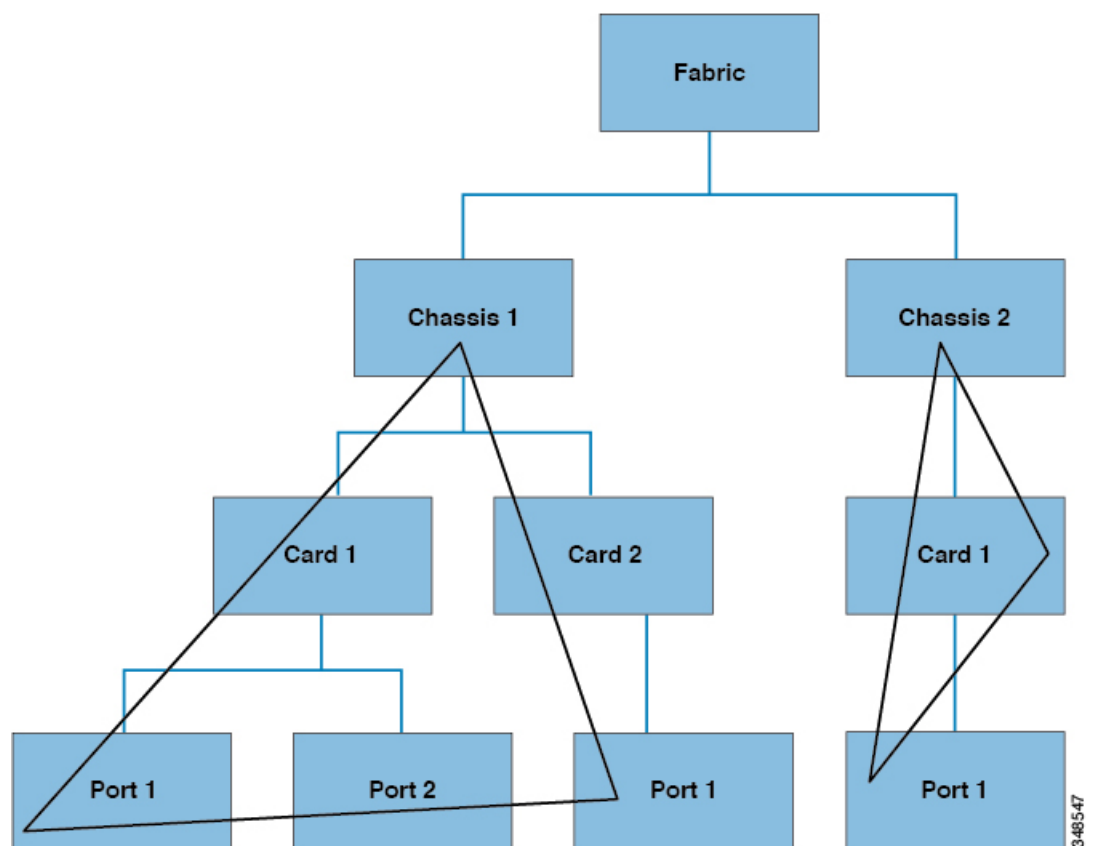 Fabric
Chassis 1
Chassis 2
Card 1
Card 2
Card 1
Port 1
Port 2
Port 1
Port 1
348547